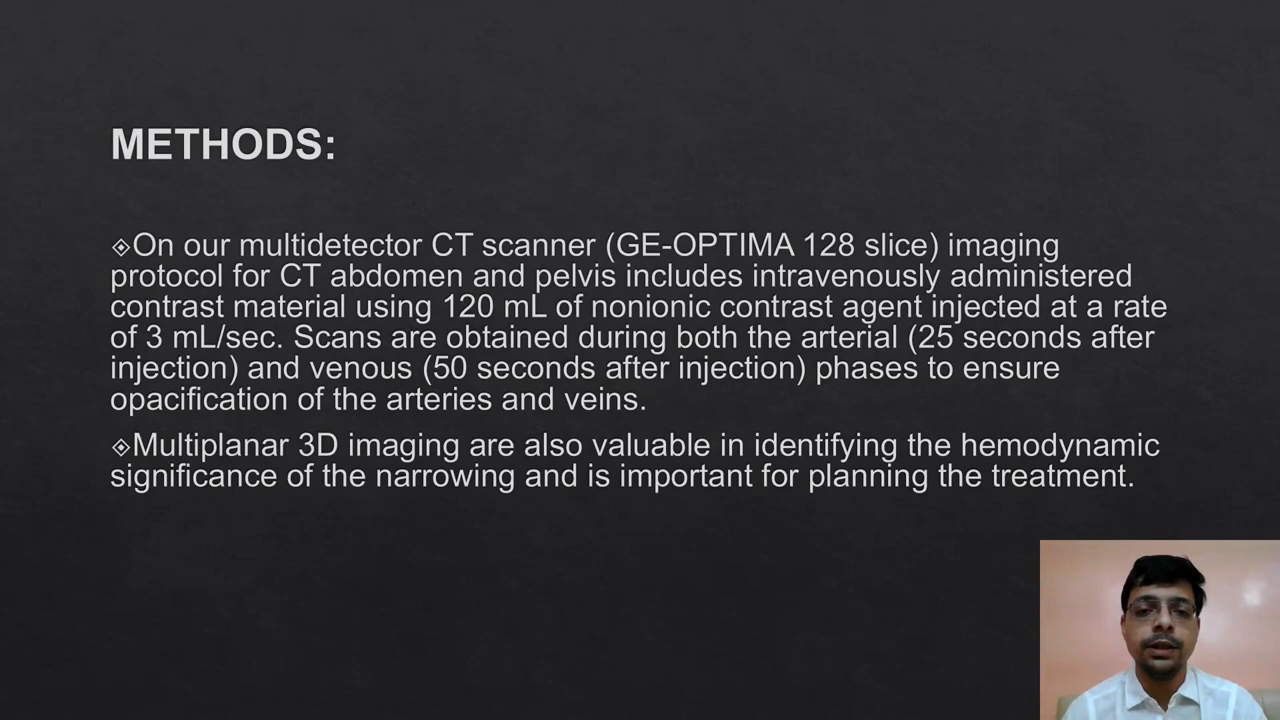 METHODS:
On our multidetector CT scanner (GE-OPTIMA 128 slice) imaging
protocol for CT abdomen and pelvis includes intravenously administered
contrast material using 120 mL of nonionic contrast agent injected at a rate
of 3 mL/sec. Scans are obtained during both the arterial (25 seconds after
injection) and venous (50 seconds after injection) phases to ensure
opacification of the arteries and veins.
Multiplanar 3D imaging are also valuable in identifying the hemodynamic
significance of the narrowing and is important for planning the treatment.